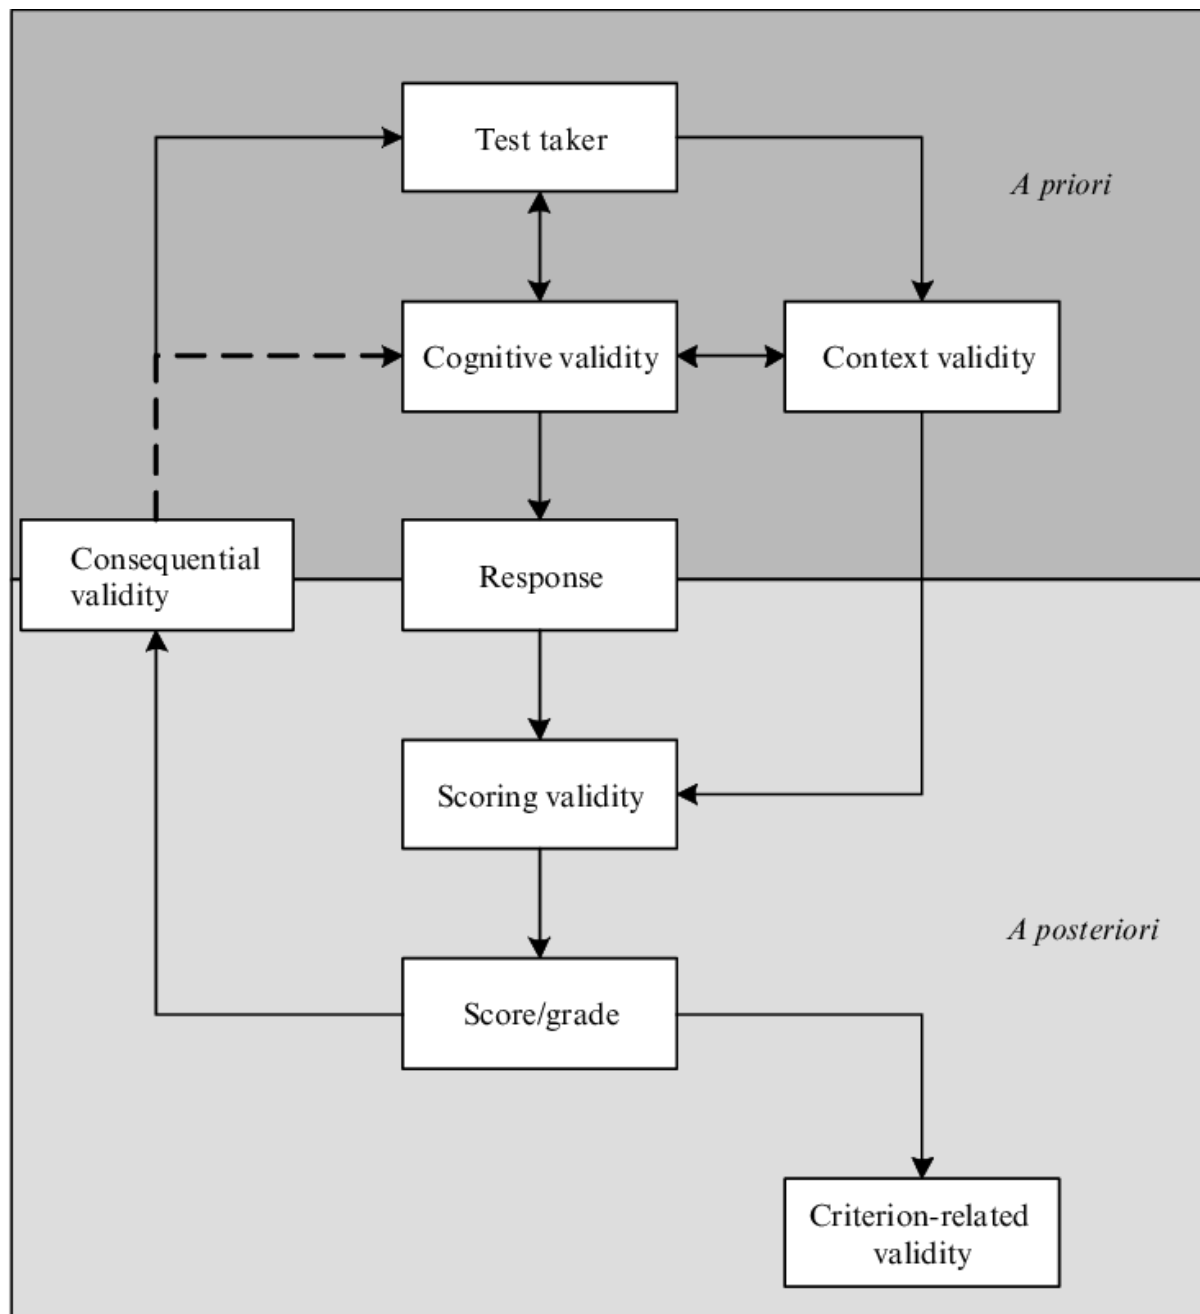 Test taker
A priori
Cognitive validity
Context validity
Consequential
validity
Response
Scoring validity
A posteriori
Score/grade
Criterion-related
validity